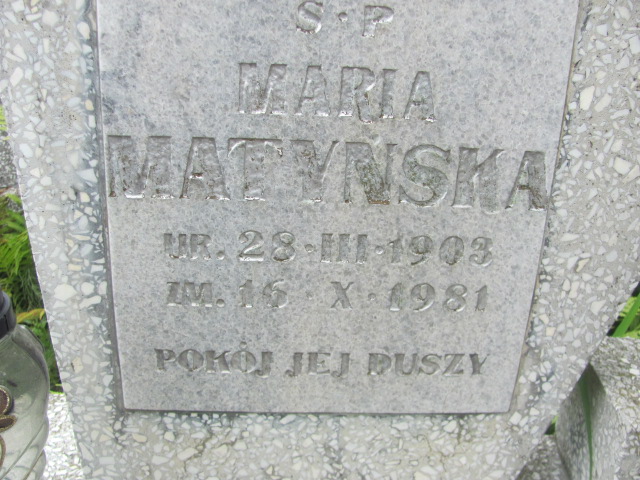 S·P
MARIA
MATYNSKA
UR. 28·III·1903
ZM. 16·X·1981
POKÓJ JEJ DUSZY